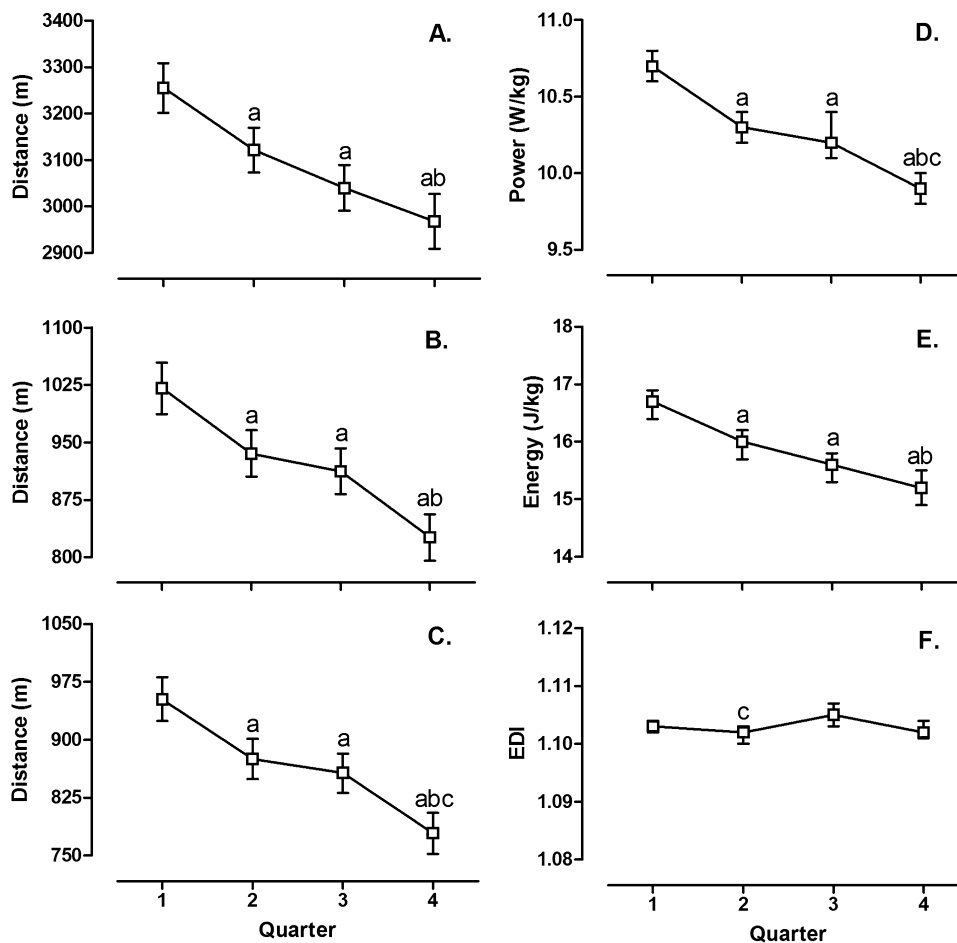 A.
Distance (m)
3400
3300
3200
3100
3000
2900
a
a
ab
B.
Distance (m)
1100
1025
950
875
800
a
a
ab
C.
Distance (m)
1050
975
900
825
750
a
a
abc
1 2 3 4
Quarter
D.
Power (W/kg)
11.0
10.5
10.0
9.5
a
a
abc
E.
Energy (J/kg)
18
17
16
15
14
a
a
ab
F.
EDI
1.12
1.11
1.10
1.09
1.08
c
1 2 3 4
Quarter